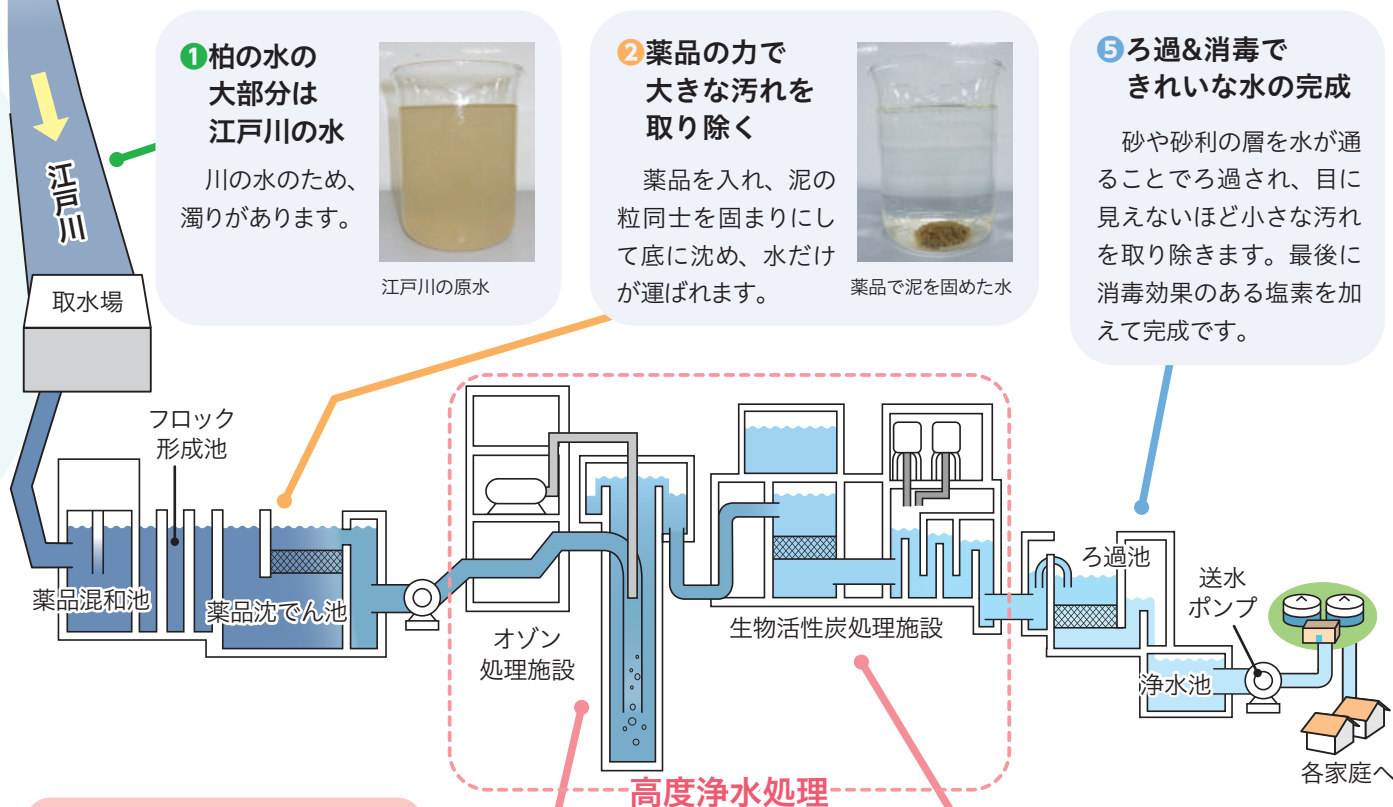 ❶柏の水の
大部分は
江戸川の水
川の水のため、
濁りがあります。
江戸川の原水
❷薬品の力で
大きな汚れを
取り除く
薬品を入れ、泥の
粒同士を固まりにし
て底に沈め、水だけ
が運ばれます。
薬品で泥を固めた水
❺ろ過&消毒で
きれいな水の完成
砂や砂利の層を水が通
ることでろ過され、目に
見えないほど小さな汚れ
を取り除きます。最後に
消毒効果のある塩素を加
えて完成です。
江戸川
取水場
フロック
形成池
薬品混和池
薬品沈でん池
オゾン
処理施設
生物活性炭処理施設
ろ過池
送水
ポンプ
浄水池
各家庭へ
高度浄水処理